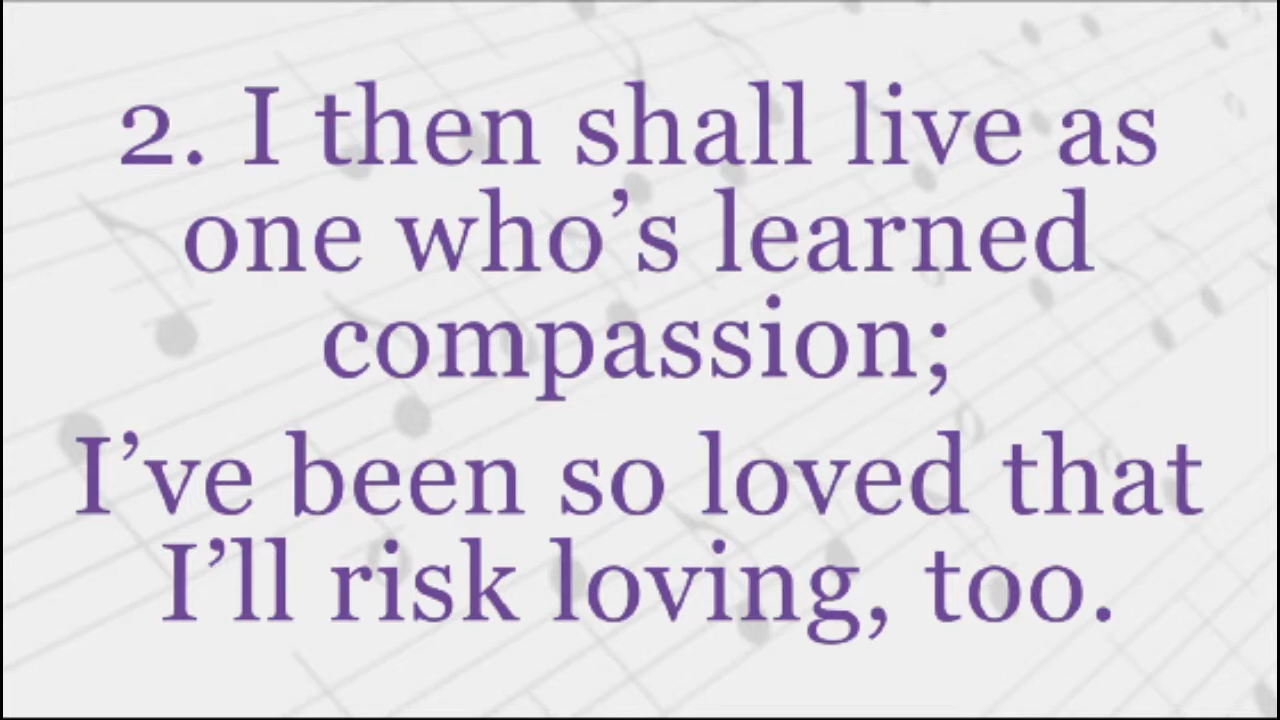 2. I then shall live as
one who’s learned
compassion;
I’ve been so loved that
I’ll risk loving, too.